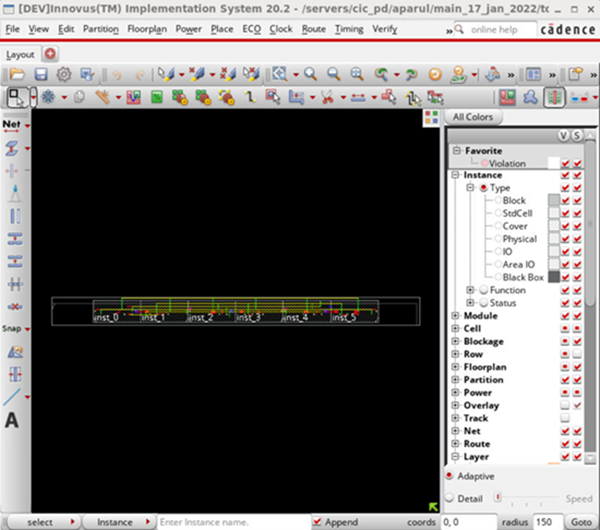 [DEV]Innovus(TM) Implementation System 20.2 - /servers/cic_pd/aparul/main_17_jan_2022/tc
File View Edit Partition Floorplan Power Place ECO Clock Route Timing Verify » online help cādence
Layout
Net
Snap
A
inst_0 inst_1 inst_2 inst_3 inst_4 inst_5
All Colors
V S
Favorite
Violation
Instance
Type
Block
StdCell
Cover
Physical
IO
Area IO
Black Box
Function
Status
Module
Cell
Blockage
Row
Floorplan
Partition
Power
Overlay
Track
Net
Route
Layer
Adaptive
Detail Speed
select Instance Enter Instance name. Append coords 0, 0 radius 150 Goto